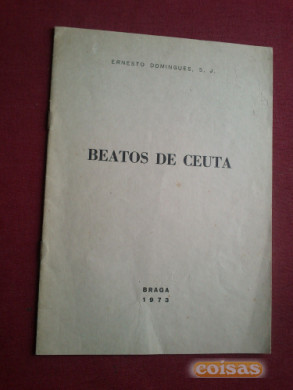 ERNESTO DOMINGUES, S. J.
BEATOS DE CEUTA
BRAGA
1973
coisas